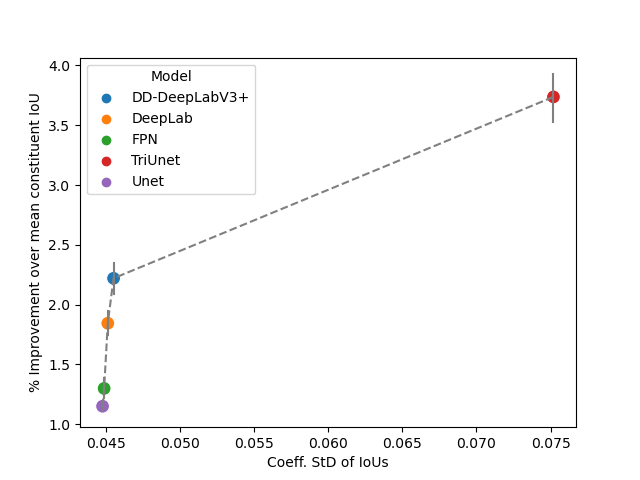 4.0
3.5
3.0
2.5
2.0
1.5
1.0
% Improvement over mean constituent IoU
Model
DD-DeepLabV3+
DeepLab
FPN
TriUnet
Unet
0.045 0.050 0.055 0.060 0.065 0.070 0.075
Coeff. StD of IoUs